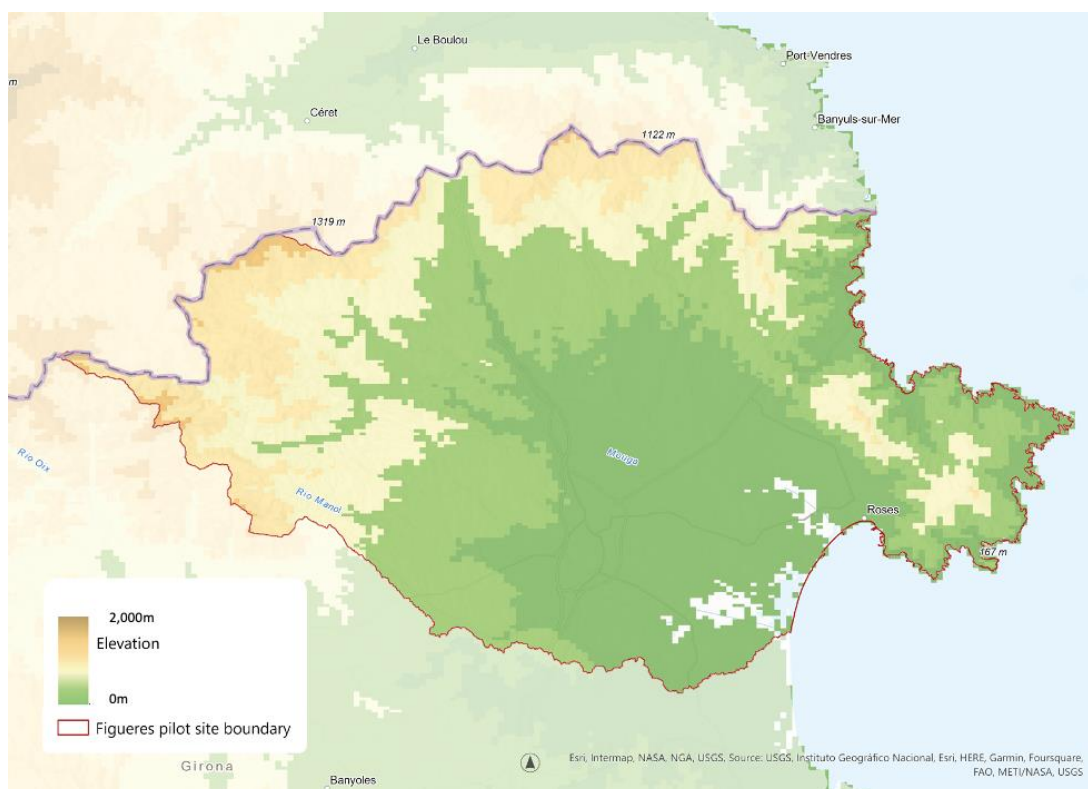 Le Boulou
Port-Vendres
m
Céret
Banyuls-sur-Mer
1122 m
1319 m
Rio Oix
Mouga
Rio Manol
Roses
167 m
2,000m
Elevation
0m
Figueres pilot site boundary
Girona
Banyoles
Esri, Intermap, NASA, NGA, USGS, Source: USGS, Instituto Geográfico Nacional, Esri, HERE, Garmin, Foursquare,
FAO, METI/NASA, USGS